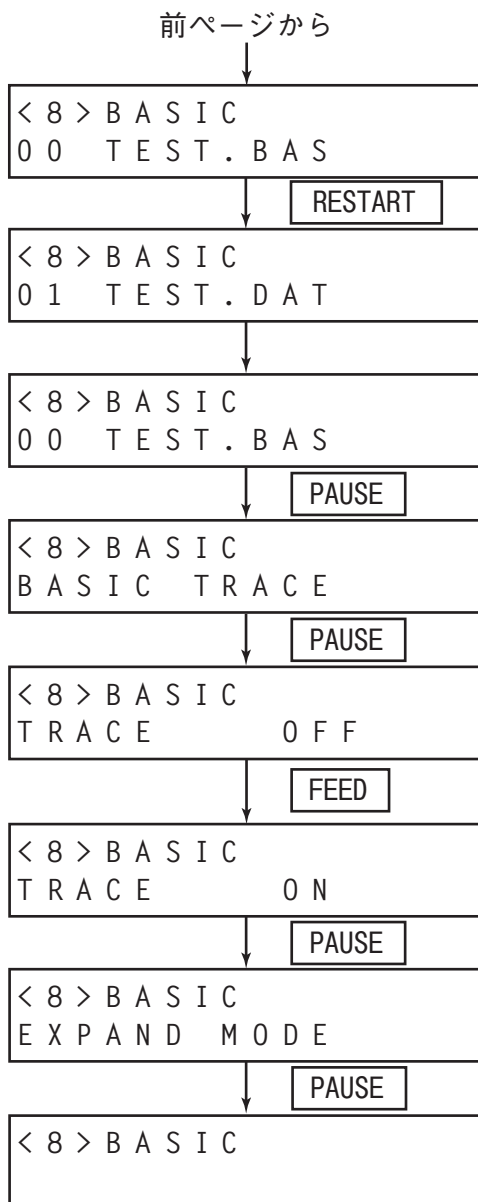 前ページから
<8>BASIC
00 TEST.BAS
RESTART
<8>BASIC
01 TEST.DAT
<8>BASIC
00 TEST.BAS
PAUSE
<8>BASIC
BASIC TRACE
PAUSE
<8>BASIC
TRACE OFF
FEED
<8>BASIC
TRACE ON
PAUSE
<8>BASIC
EXPAND MODE
PAUSE
<8>BASIC